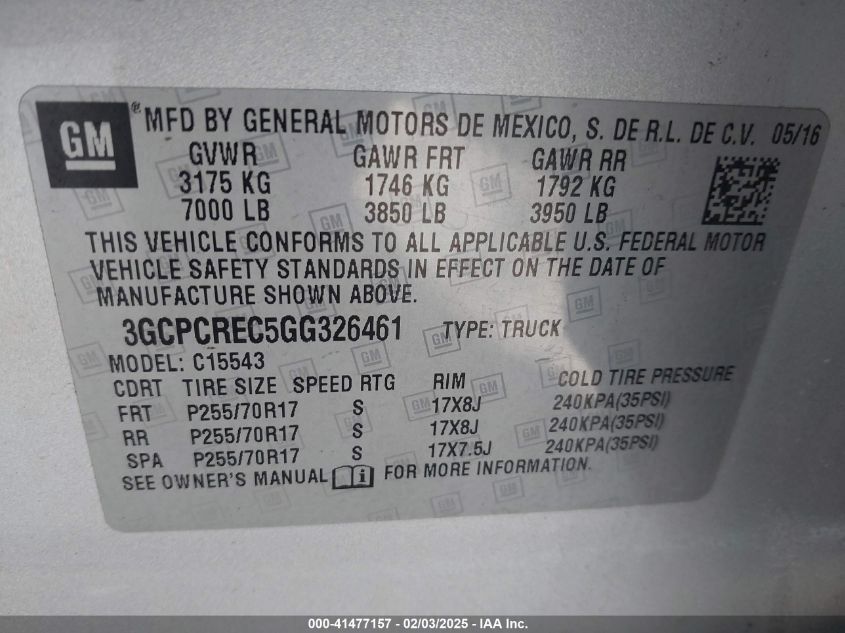 GM
® MFD BY GENERAL MOTORS DE MEXICO, S. DE R.L. DE C.V. 05/16
GVWR GAWR FRT GAWR RR
3175 KG 1746 KG 1792 KG
7000 LB 3850 LB 3950 LB
THIS VEHICLE CONFORMS TO ALL APPLICABLE U.S. FEDERAL MOTOR
VEHICLE SAFETY STANDARDS IN EFFECT ON THE DATE OF
MANUFACTURE SHOWN ABOVE.
3GCPCREC5GG326461 TYPE: TRUCK
MODEL: C15543
CDRT TIRE SIZE SPEED RTG RIM COLD TIRE PRESSURE
FRT P255/70R17 S 17X8J 240KPA(35PSI)
RR P255/70R17 S 17X8J 240KPA(35PSI)
SPA P255/70R17 S 17X7.5J 240KPA(35PSI)
SEE OWNER'S MANUAL FOR MORE INFORMATION.
000-41477157 - 02/03/2025 - IAA Inc.